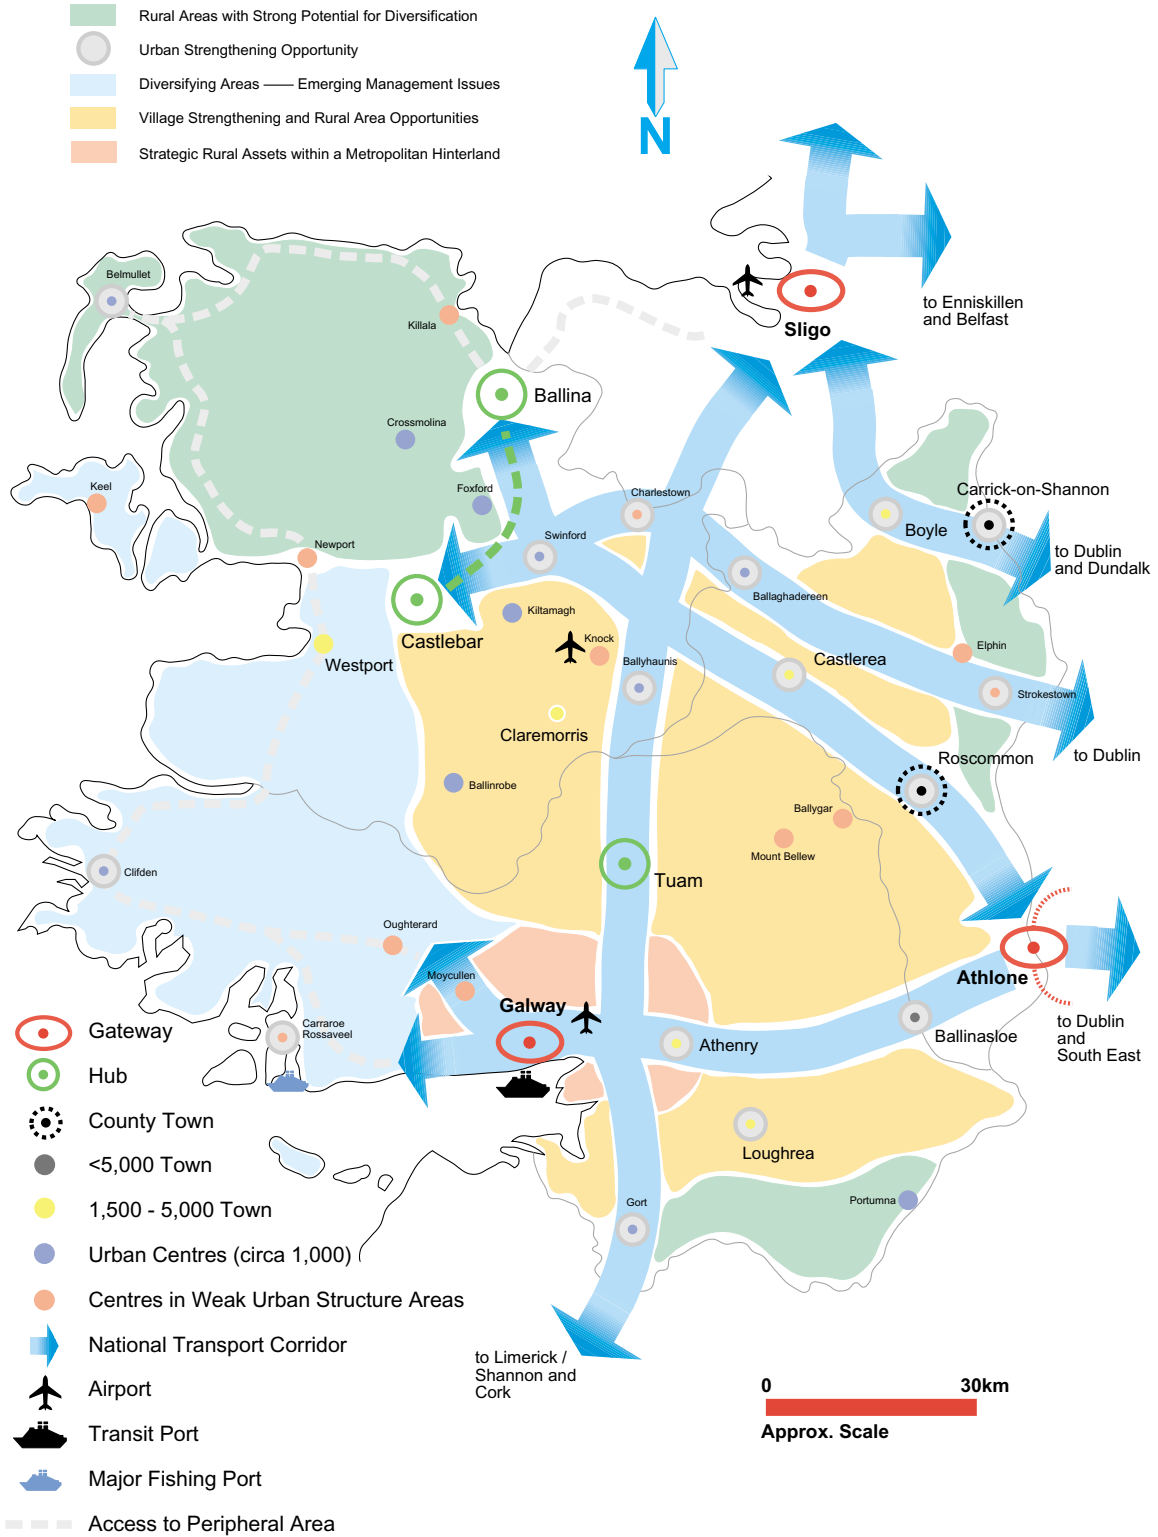 Rural Areas with Strong Potential for Diversification
Urban Strengthening Opportunity
Diversifying Areas —— Emerging Management Issues
Village Strengthening and Rural Area Opportunities
Strategic Rural Assets within a Metropolitan Hinterland
N
to Enniskillen
and Belfast
Sligo
Belmullet
Killala
Ballina
Crossmolina
Foxford
Keel
Newport
Charlestown
Swinford
Carrick-on-Shannon
Boyle
to Dublin
and Dundalk
Ballaghadereen
Kiltamagh
Castlebar
Knock
Westport
Ballyhaunis
Castlerea
Elphin
Strokestown
Claremorris
to Dublin
Roscommon
Ballinrobe
Ballygar
Mount Bellew
Clifden
Tuam
Oughterard
Moycullen
Galway
Athlone
Carraroe
Rossaveel
Athenry
Ballinasloe
to Dublin
and
South East
Loughrea
Gort
Portumna
to Limerick /
Shannon and
Cork
Gateway
Hub
County Town
<5,000 Town
1,500 - 5,000 Town
Urban Centres (circa 1,000)
Centres in Weak Urban Structure Areas
National Transport Corridor
Airport
Transit Port
Major Fishing Port
Access to Peripheral Area
0 30km
Approx. Scale